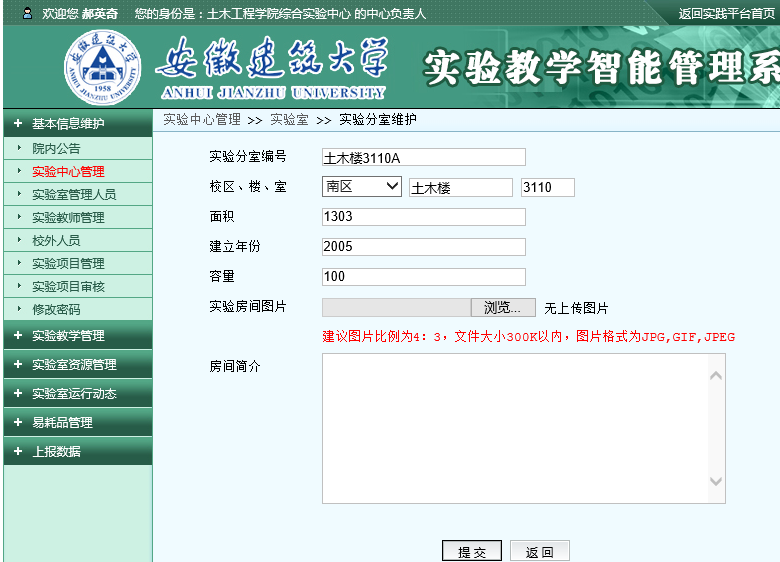 欢迎您 郝英奇 您的身份是：土木工程学院综合实验中心 的中心负责人 返回实践平台首页
安徽建筑大学
ANHUI JIANZHU UNIVERSITY
1958
实验教学智能管理系
基本信息维护
院内公告
实验中心管理
实验室管理人员
实验教师管理
校外人员
实验项目管理
实验项目审核
修改密码
实验教学管理
实验室资源管理
实验室运行动态
易耗品管理
上报数据
实验中心管理 >> 实验室 >> 实验分室维护
实验分室编号 土木楼3110A
校区、楼、室 南区 土木楼 3110
面积 1303
建立年份 2005
容量 100
实验房间图片 浏览... 无上传图片
建议图片比例为4：3，文件大小300K以内，图片格式为JPG,GIF,JPEG
房间简介
提交 返回